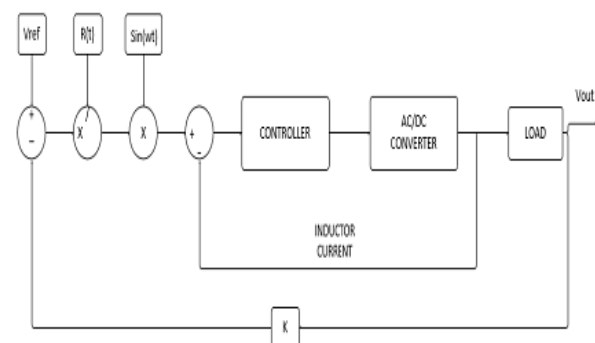 Vref R(t) Sin(wt)
Vout
+ / 
- X X + -
CONTROLLER
AC/DC
CONVERTER
LOAD
INDUCTOR
CURRENT
K